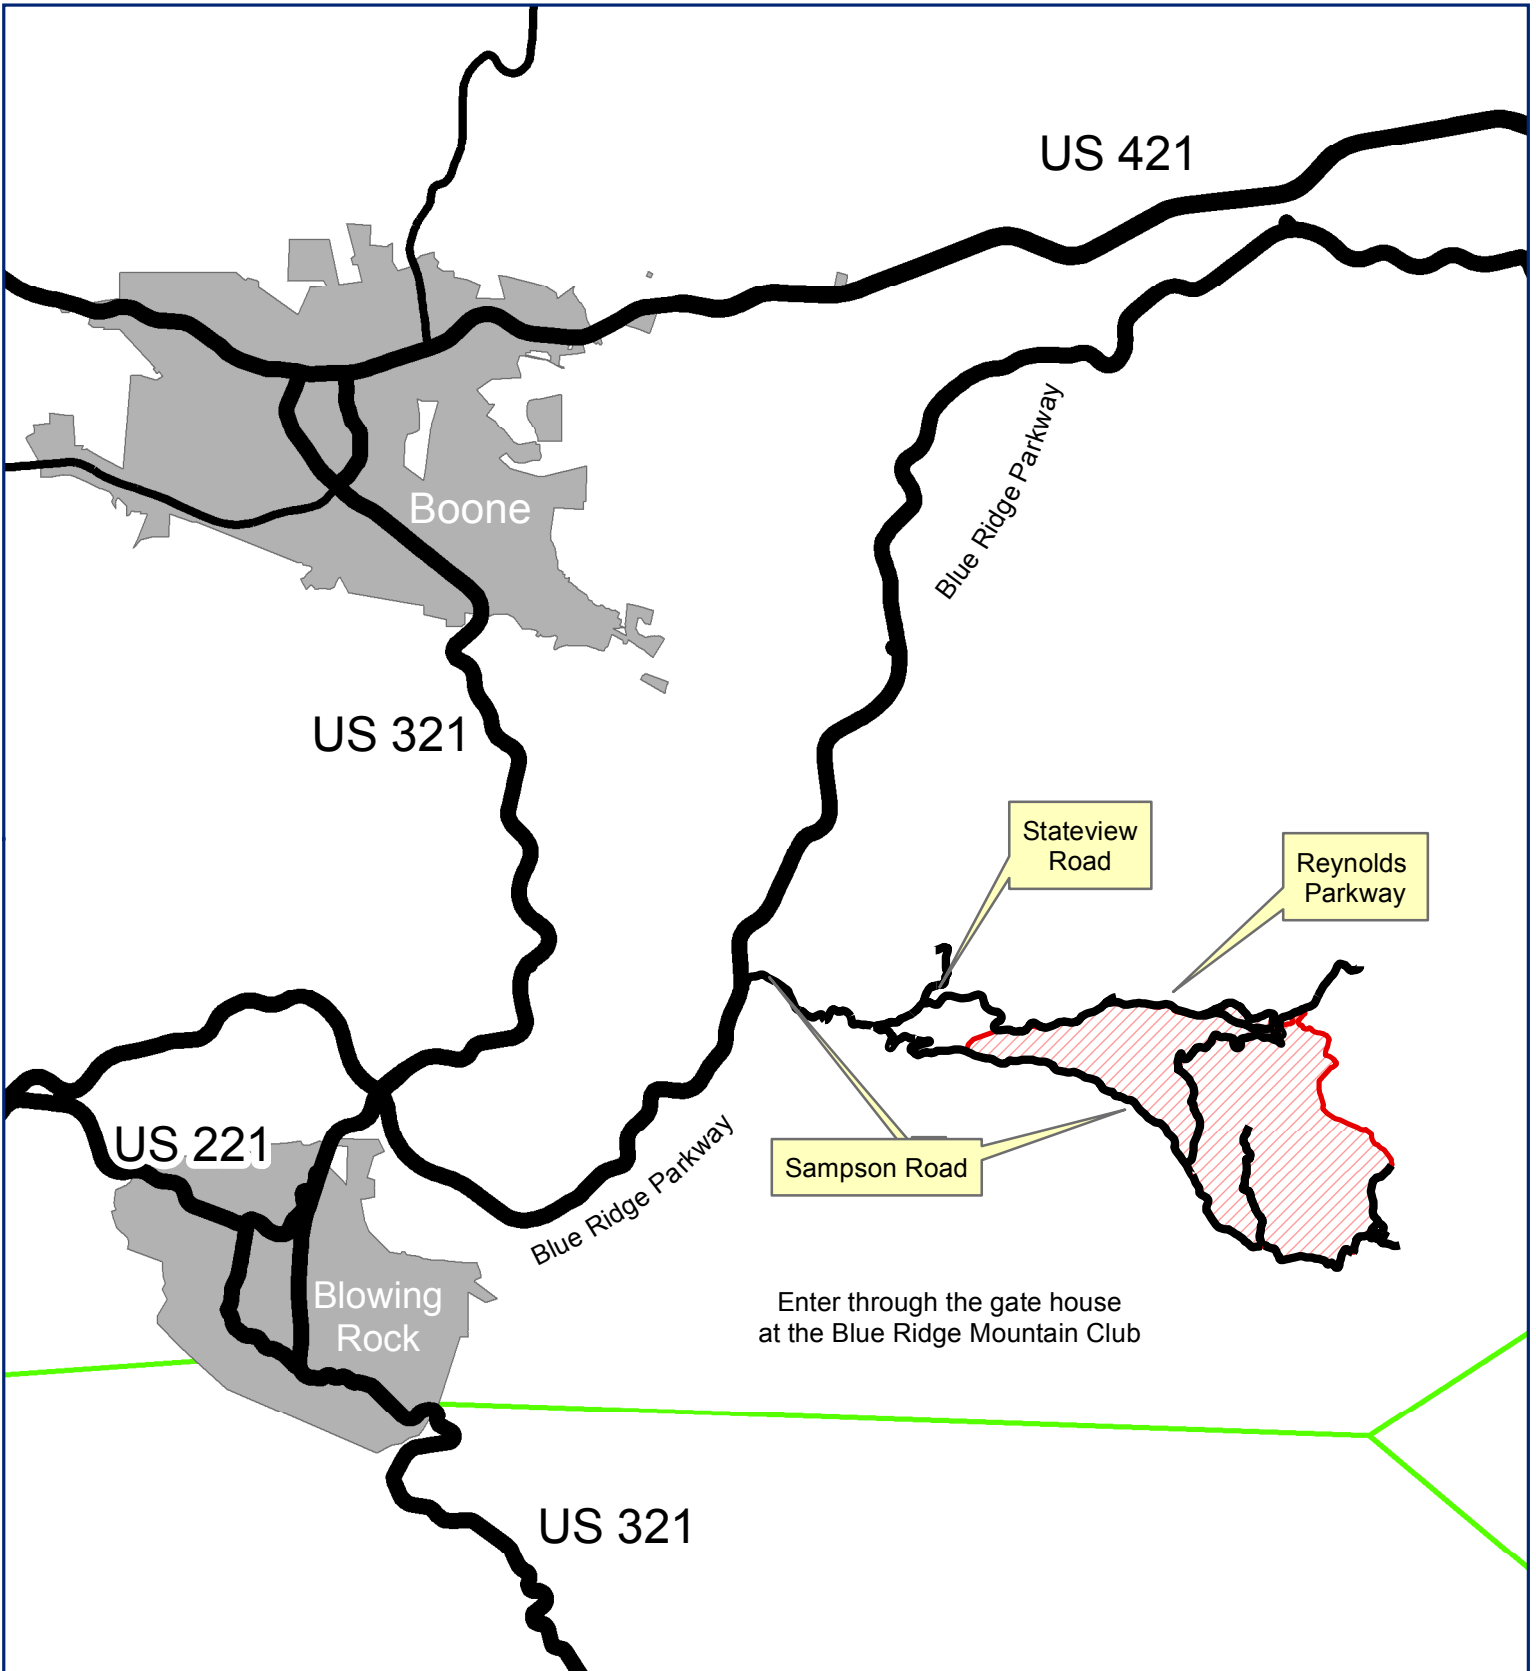 US 421
Blue Ridge Parkway
Boone
US 321
Stateview
Road
Reynolds
Parkway
US 221
Blue Ridge Parkway
Sampson Road
Blowing
Rock
Enter through the gate house
at the Blue Ridge Mountain Club
US 321